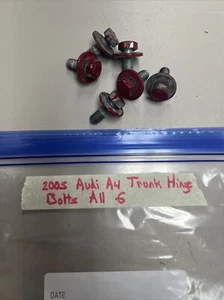 2005 Audi A4 Trunk Hinge
Bolts All 6
DATE